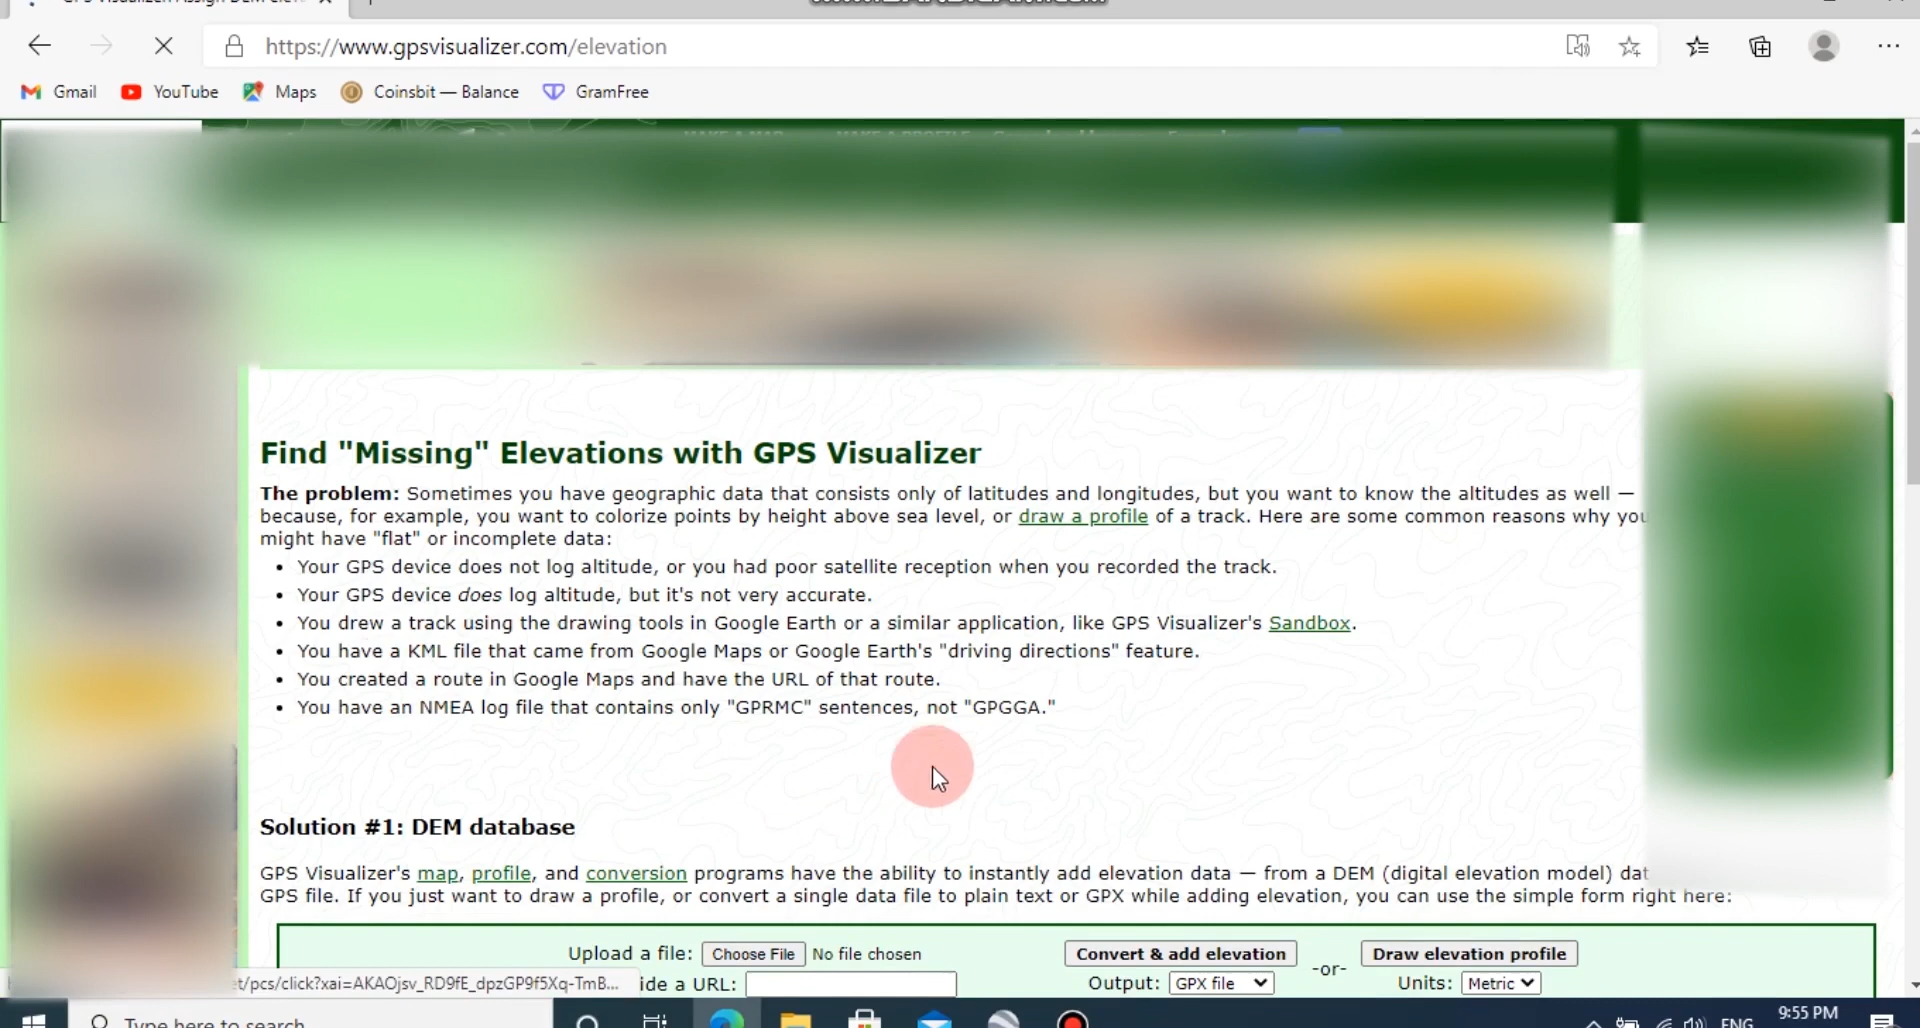 https://www.gpsvisualizer.com/elevation
Gmail YouTube Maps Coinsbit — Balance GramFree
Find "Missing" Elevations with GPS Visualizer
The problem: Sometimes you have geographic data that consists only of latitudes and longitudes, but you want to know the altitudes as well —
because, for example, you want to colorize points by height above sea level, or draw a profile of a track. Here are some common reasons why you
might have "flat" or incomplete data:
• Your GPS device does not log altitude, or you had poor satellite reception when you recorded the track.
• Your GPS device does log altitude, but it's not very accurate.
• You drew a track using the drawing tools in Google Earth or a similar application, like GPS Visualizer's Sandbox.
• You have a KML file that came from Google Maps or Google Earth's "driving directions" feature.
• You created a route in Google Maps and have the URL of that route.
• You have an NMEA log file that contains only "GPRMC" sentences, not "GPGGA."
Solution #1: DEM database
GPS Visualizer's map, profile, and conversion programs have the ability to instantly add elevation data — from a DEM (digital elevation model) dat
GPS file. If you just want to draw a profile, or convert a single data file to plain text or GPX while adding elevation, you can use the simple form right here:
Upload a file: Choose File No file chosen Convert & add elevation -or- Draw elevation profile
et/pcs/click?xai=AKAOjsv_RD9fE_dpzGP9f5Xq-TmB... ide a URL: Output: GPX file Units: Metric
Type here to search ENG 9:55 PM